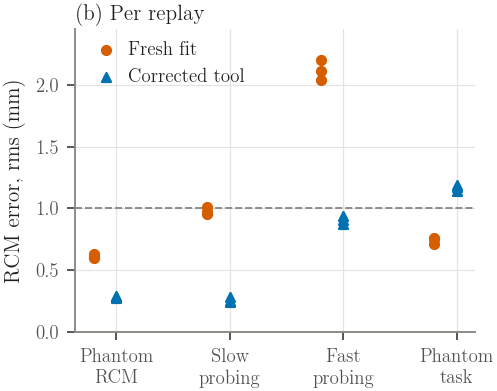 (b) Per replay
Fresh fit
Corrected tool
RCM error, rms (mm)
2.0
1.5
1.0
0.5
0.0
Phantom
RCM
Slow
probing
Fast
probing
Phantom
task